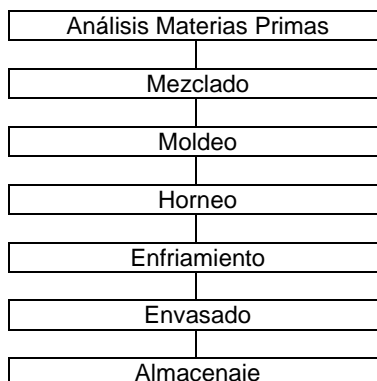 Análisis Materias Primas
Mezclado
Moldeo
Horneo
Enfriamiento
Envasado
Almacenaje